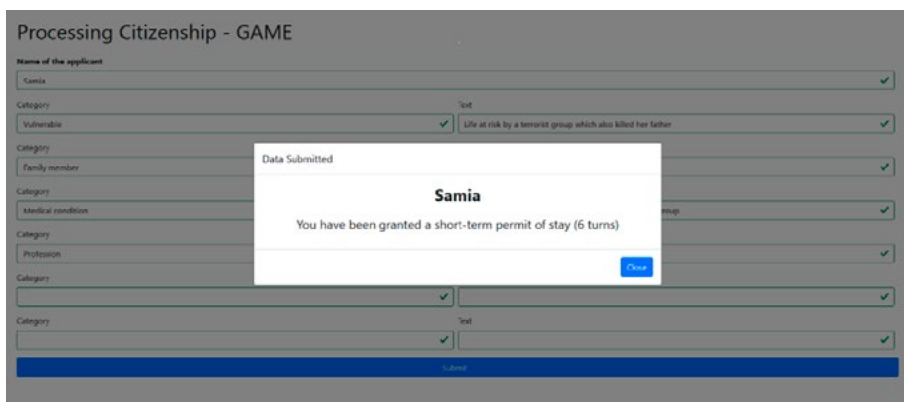 Processing Citizenship - GAME
Name of the applicant
Samia
Category Text
Vulnerable Life at risk by a terrorist group which also killed her father
Category
Family member
Data Submitted
Category
Samia
Medical condition group
You have been granted a short-term permit of stay (6 turns)
Category
Profession
Close
Category
Category Text
Submit